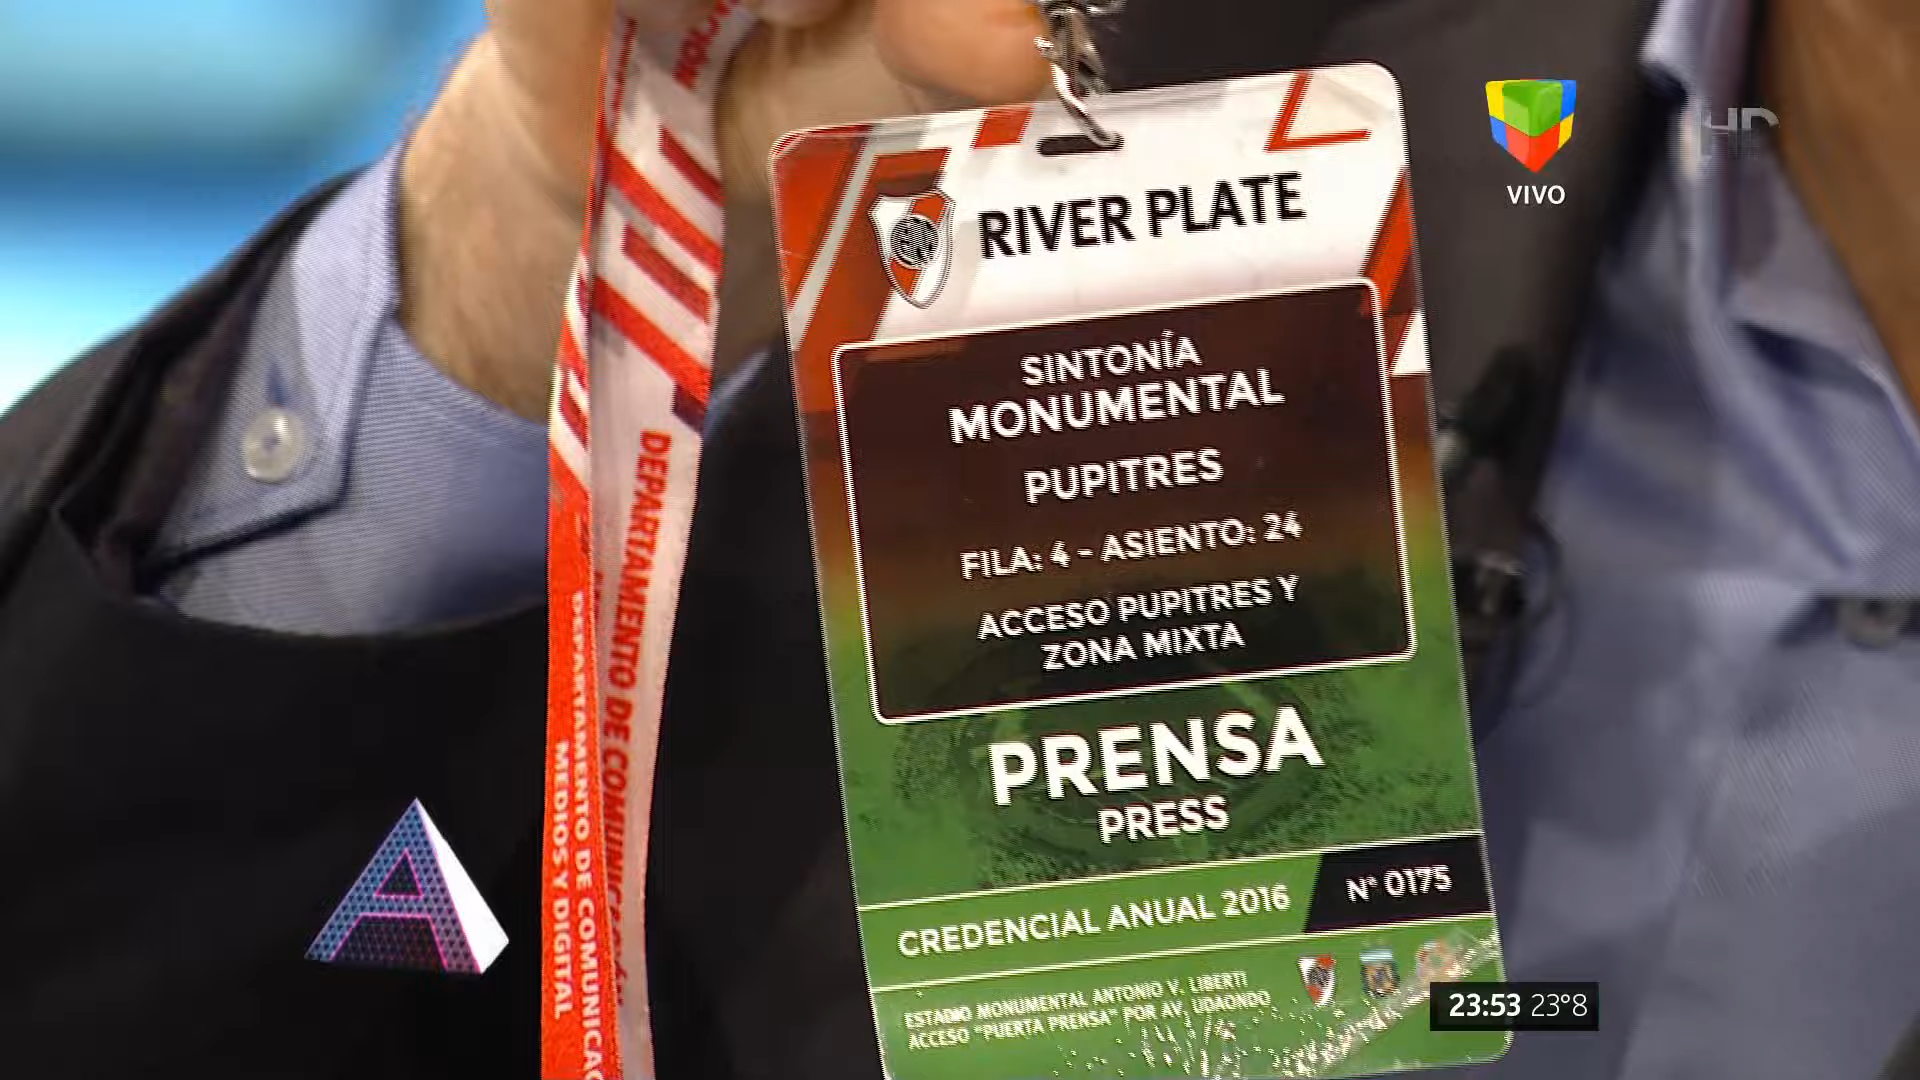 RIVER PLATE
SINTONÍA
MONUMENTAL
PUPITRES
FILA: 4 - ASIENTO: 24
ACCESO PUPITRES Y
ZONA MIXTA
PRENSA
PRESS
CREDENCIAL ANUAL 2016
N° 0175
ESTADIO MONUMENTAL ANTONIO V. LIBERTI
ACCESO "PUERTA PRENSA" POR AV. UDAONDO
DEPARTAMENTO DE COMUNICAC
MEDIOS Y DIGITAL
DEPARTAMENTO DE COMUNICACIÓN
VIVO
HD
A
23:53 23°8